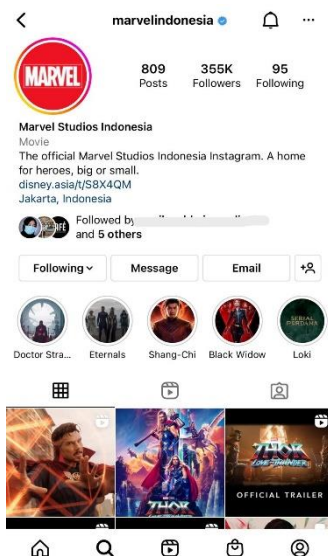 marvelindonesia
MARVEL
809
355K
95
Posts
Followers
Following
Marvel Studios Indonesia
Movie
The official Marvel Studios Indonesia Instagram. A home
for heroes, big or small.
disney.asia/t/S8X4QM
Jakarta, Indonesia
Followed by
and 5 others
Following
Message
Email
Doctor Stra...
Eternals
Shang-Chi
Black Widow
SERIAL
PERDANA
Loki
THOR
THOR
LOVE AND THUNDER
OFFICIAL TRAILER